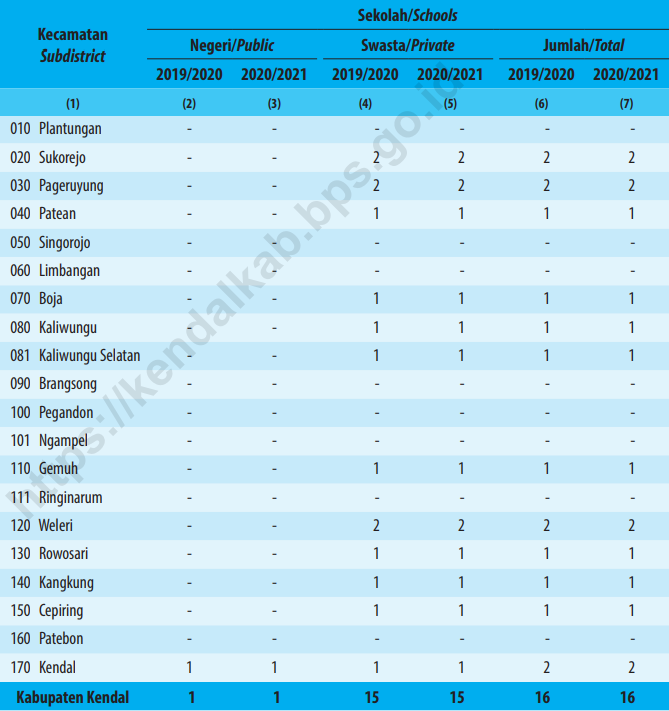 Sekolah/Schools
Kecamatan
Subdistrict
Negeri/Public Swasta/Private Jumlah/Total
2019/2020 2020/2021 2019/2020 2020/2021 2019/2020 2020/2021
(1) (2) (3) (4) (5) (6) (7)
010 Plantungan - - - - - -
020 Sukorejo - - 2 2 2 2
030 Pageruyung - - 2 2 2 2
040 Patean - - 1 1 1 1
050 Singorojo - - - - - -
060 Limbangan - - - - - -
070 Boja - - 1 1 1 1
080 Kaliwungu - - 1 1 1 1
081 Kaliwungu Selatan - - 1 1 1 1
090 Brangsong - - - - - -
100 Pegandon - - - - - -
101 Ngampel - - - - - -
110 Gemuh - - 1 1 1 1
111 Ringinarum - - - - - -
120 Weleri - - 2 2 2 2
130 Rowosari - - 1 1 1 1
140 Kangkung - - 1 1 1 1
150 Cepiring - - 1 1 1 1
160 Patebon - - - - - -
170 Kendal 1 1 1 1 2 2
Kabupaten Kendal 1 1 15 15 16 16
https://kendalkab.bps.go.id